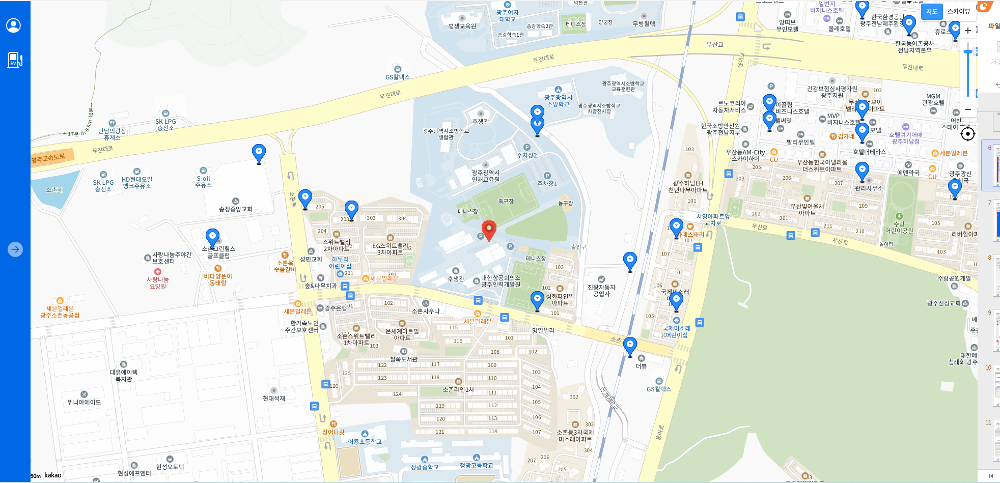 덕전관
광주여자
대학교
평생교육원
송강학숙2관
송강학숙1관
테니스장
양궁장
무빙월텍
앙띠브
무인모텔
일번지
비지니스호텔
올레호텔
한국환경공단
광주전남제주환경
지도
스카이뷰
파일
휴로스
한국농어촌공사
전남지역본부
우산교
무진대로
용아로
무진대로
GS칼텍스
무진대로
EV
광주광역시소방학교
교육훈련관
광주광역시
소방학교
광주광역시소방학교
차량전시장
건강보험심사평가원
광주지원
102
MGM
관광호텔
르노코리아
자동차서비스
이끌림
비즈니스호텔
MVP
비지니스호텔
후생관
←17분·0.6Km·12분→
SK LPG
충전소
만남의광장
휴게소
광주광역시소방학교
생활관
한국소방안전원
광주전남지부
발리무인텔
김가네
모텔
호텔여기어때
광주하남점
호텔더테라스
무진대로
주차장2
103
우산동AM-City
스카이하이
CU
우산동한국아델리움
더스위트아파트
세븐일레븐
광주고속도로
소촌제
SK LPG
충전소
HD현대오일
뱅크주유소
S-oil
주유소
광주광역시
인재교육원
주차장1
205
203
206
207
관리사무소
에덴약국
CU
광주광산
광주하남LH
천년나무아파트
101
소촌로
송정중앙교회
축구장
테니스장
농구장
205
203
303
304
204
우산빛여울채
아파트
209
202
201
211
210
수랑
어린이공원
105
시영아파트앞
교차로
우산로
우산로
놀이터
103
스위트밸리
2차아파트
EG스위트밸리
3차아파트
카페스태리
101
출입구
107
소촌그린힐스
골프클럽
사랑나눔주야간
보호센터
사랑나눔
요양원
바다양푼이
동태탕
소촌옥
숯불갈비
성민교회
하누리
어린이집
201
301
세븐일레븐
숲&나무치과
테니스장
103
후생관
대한상공회의소
광주인력개발원
102
성화파인빌
아파트
101
진왕자동차
공업사
102
106
국제미소래
105
수랑공원개발
광주신성교회
세븐일레븐
광주소촌농공점
세븐일레븐
광주은행
101
102
소촌사우나
세븐일레븐
한가족노인
주간보호센터
온세계아트빌
아파트
소촌스위트밸리
1차아파트
103
115
116
101
명일빌라
국제미소래
어린이집
철쭉도서관
108
102
더뷰
대유에이텍
복지관
122
117
109
125
123
118
110
103
126
124
소촌라인1차
111
104
GS칼텍스
산계제2교
위니아에이드
현대석재
119
112
105
302
120
113
106
121
114
107
303
소촌동3차국제
미소래아파트
304
용아로
장어나랏
어룡초등학교
정광중학교
정광고등학교
현성오토텍
현성에프엔티
207
206
205
50m
kakao
6
7
8
9
10
11